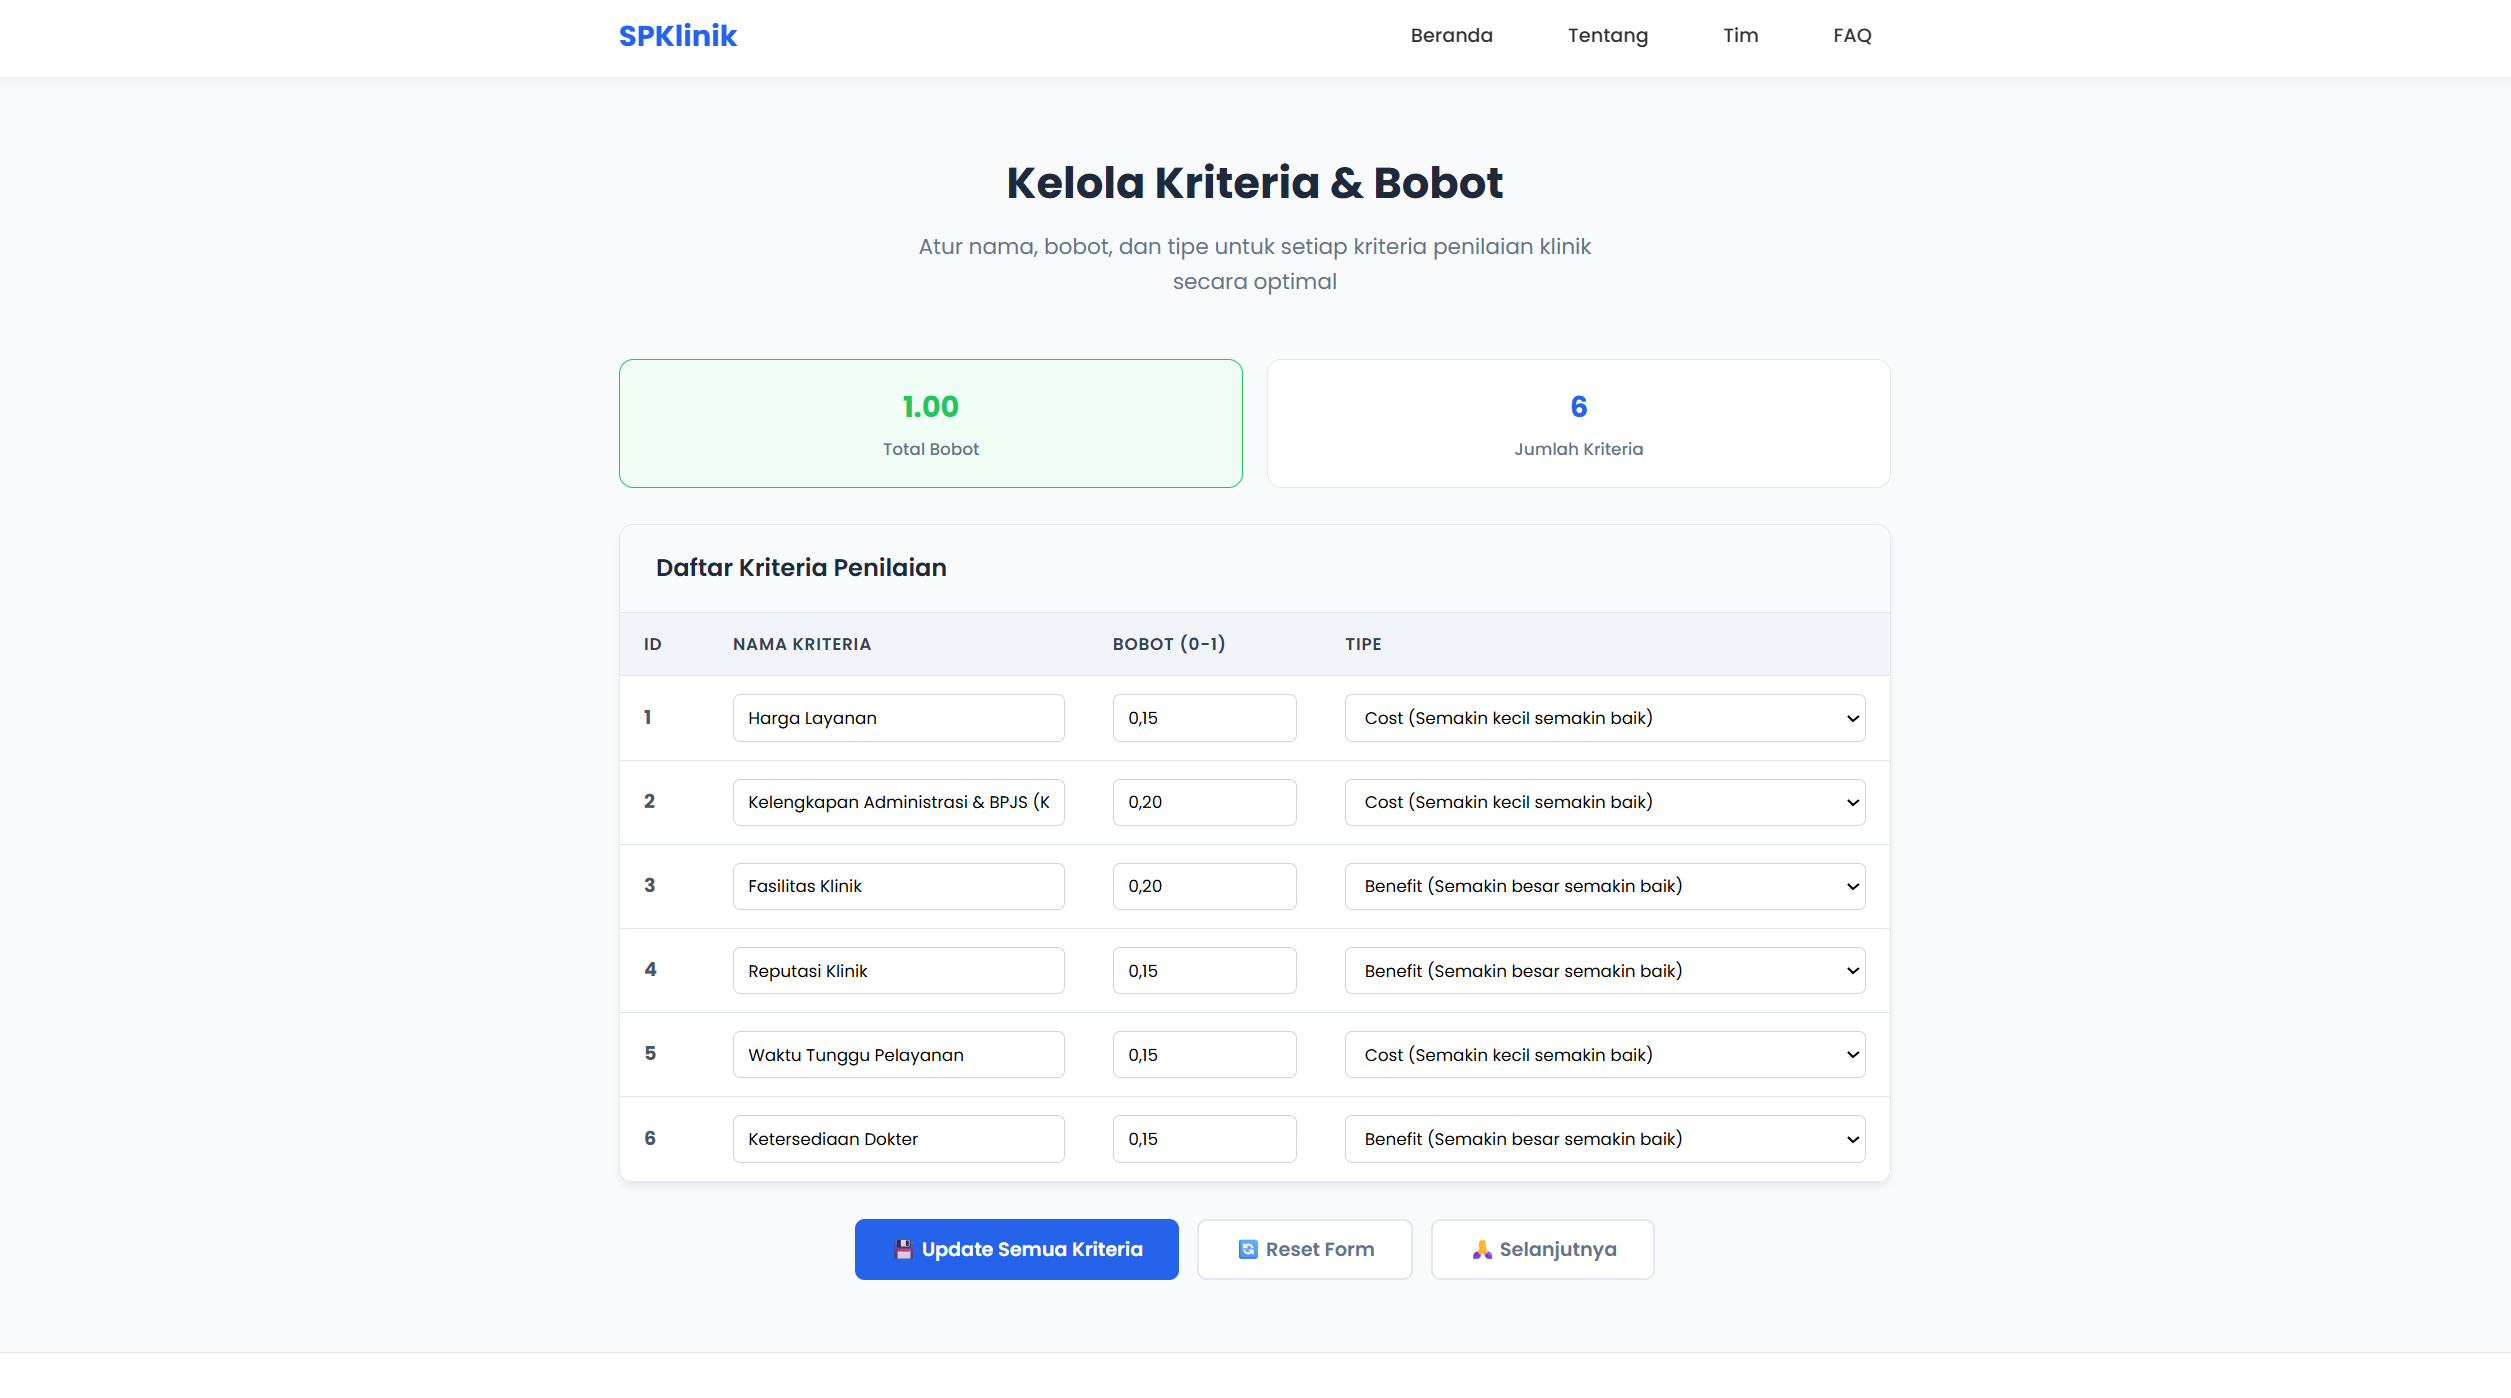 SPKlinik
Beranda Tentang Tim FAQ
Kelola Kriteria & Bobot
Atur nama, bobot, dan tipe untuk setiap kriteria penilaian klinik
secara optimal
1.00
Total Bobot
6
Jumlah Kriteria
Daftar Kriteria Penilaian
ID NAMA KRITERIA BOBOT (0-1) TIPE
1 Harga Layanan 0,15 Cost (Semakin kecil semakin baik)
2 Kelengkapan Administrasi & BPJS (K 0,20 Cost (Semakin kecil semakin baik)
3 Fasilitas Klinik 0,20 Benefit (Semakin besar semakin baik)
4 Reputasi Klinik 0,15 Benefit (Semakin besar semakin baik)
5 Waktu Tunggu Pelayanan 0,15 Cost (Semakin kecil semakin baik)
6 Ketersediaan Dokter 0,15 Benefit (Semakin besar semakin baik)
💾 Update Semua Kriteria 🔄 Reset Form 🙏 Selanjutnya